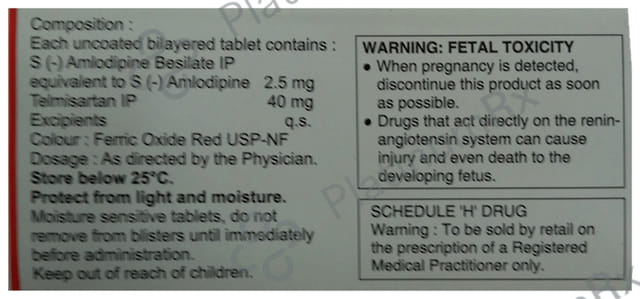 Composition :
Each uncoated bilayered tablet contains :
S (-) Amlodipine Besilate IP
equivalent to S (-) Amlodipine 2.5 mg
Telmisartan IP 40 mg
Excipients q.s.
Colour : Ferric Oxide Red USP-NF
Dosage : As directed by the Physician.
Store below 25°C.
Protect from light and moisture.
Moisture sensitive tablets, do not
remove from blisters until immediately
before administration.
Keep out of reach of children.
WARNING: FETAL TOXICITY
• When pregnancy is detected,
discontinue this product as soon
as possible.
• Drugs that act directly on the renin-
angiotensin system can cause
injury and even death to the
developing fetus.
SCHEDULE 'H' DRUG
Warning : To be sold by retail on
the prescription of a Registered
Medical Practitioner only.